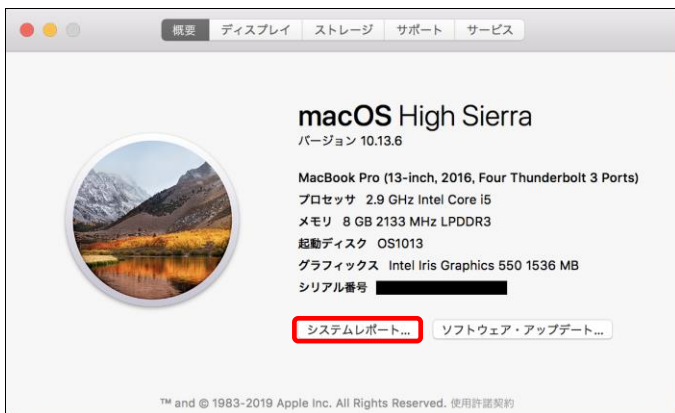 概要 ディスプレイ ストレージ サポート サービス
macOS High Sierra
バージョン 10.13.6
MacBook Pro (13-inch, 2016, Four Thunderbolt 3 Ports)
プロセッサ 2.9 GHz Intel Core i5
メモリ 8 GB 2133 MHz LPDDR3
起動ディスク OS1013
グラフィックス Intel Iris Graphics 550 1536 MB
シリアル番号
システムレポート... ソフトウェア・アップデート...
™ and © 1983-2019 Apple Inc. All Rights Reserved. 使用許諾契約